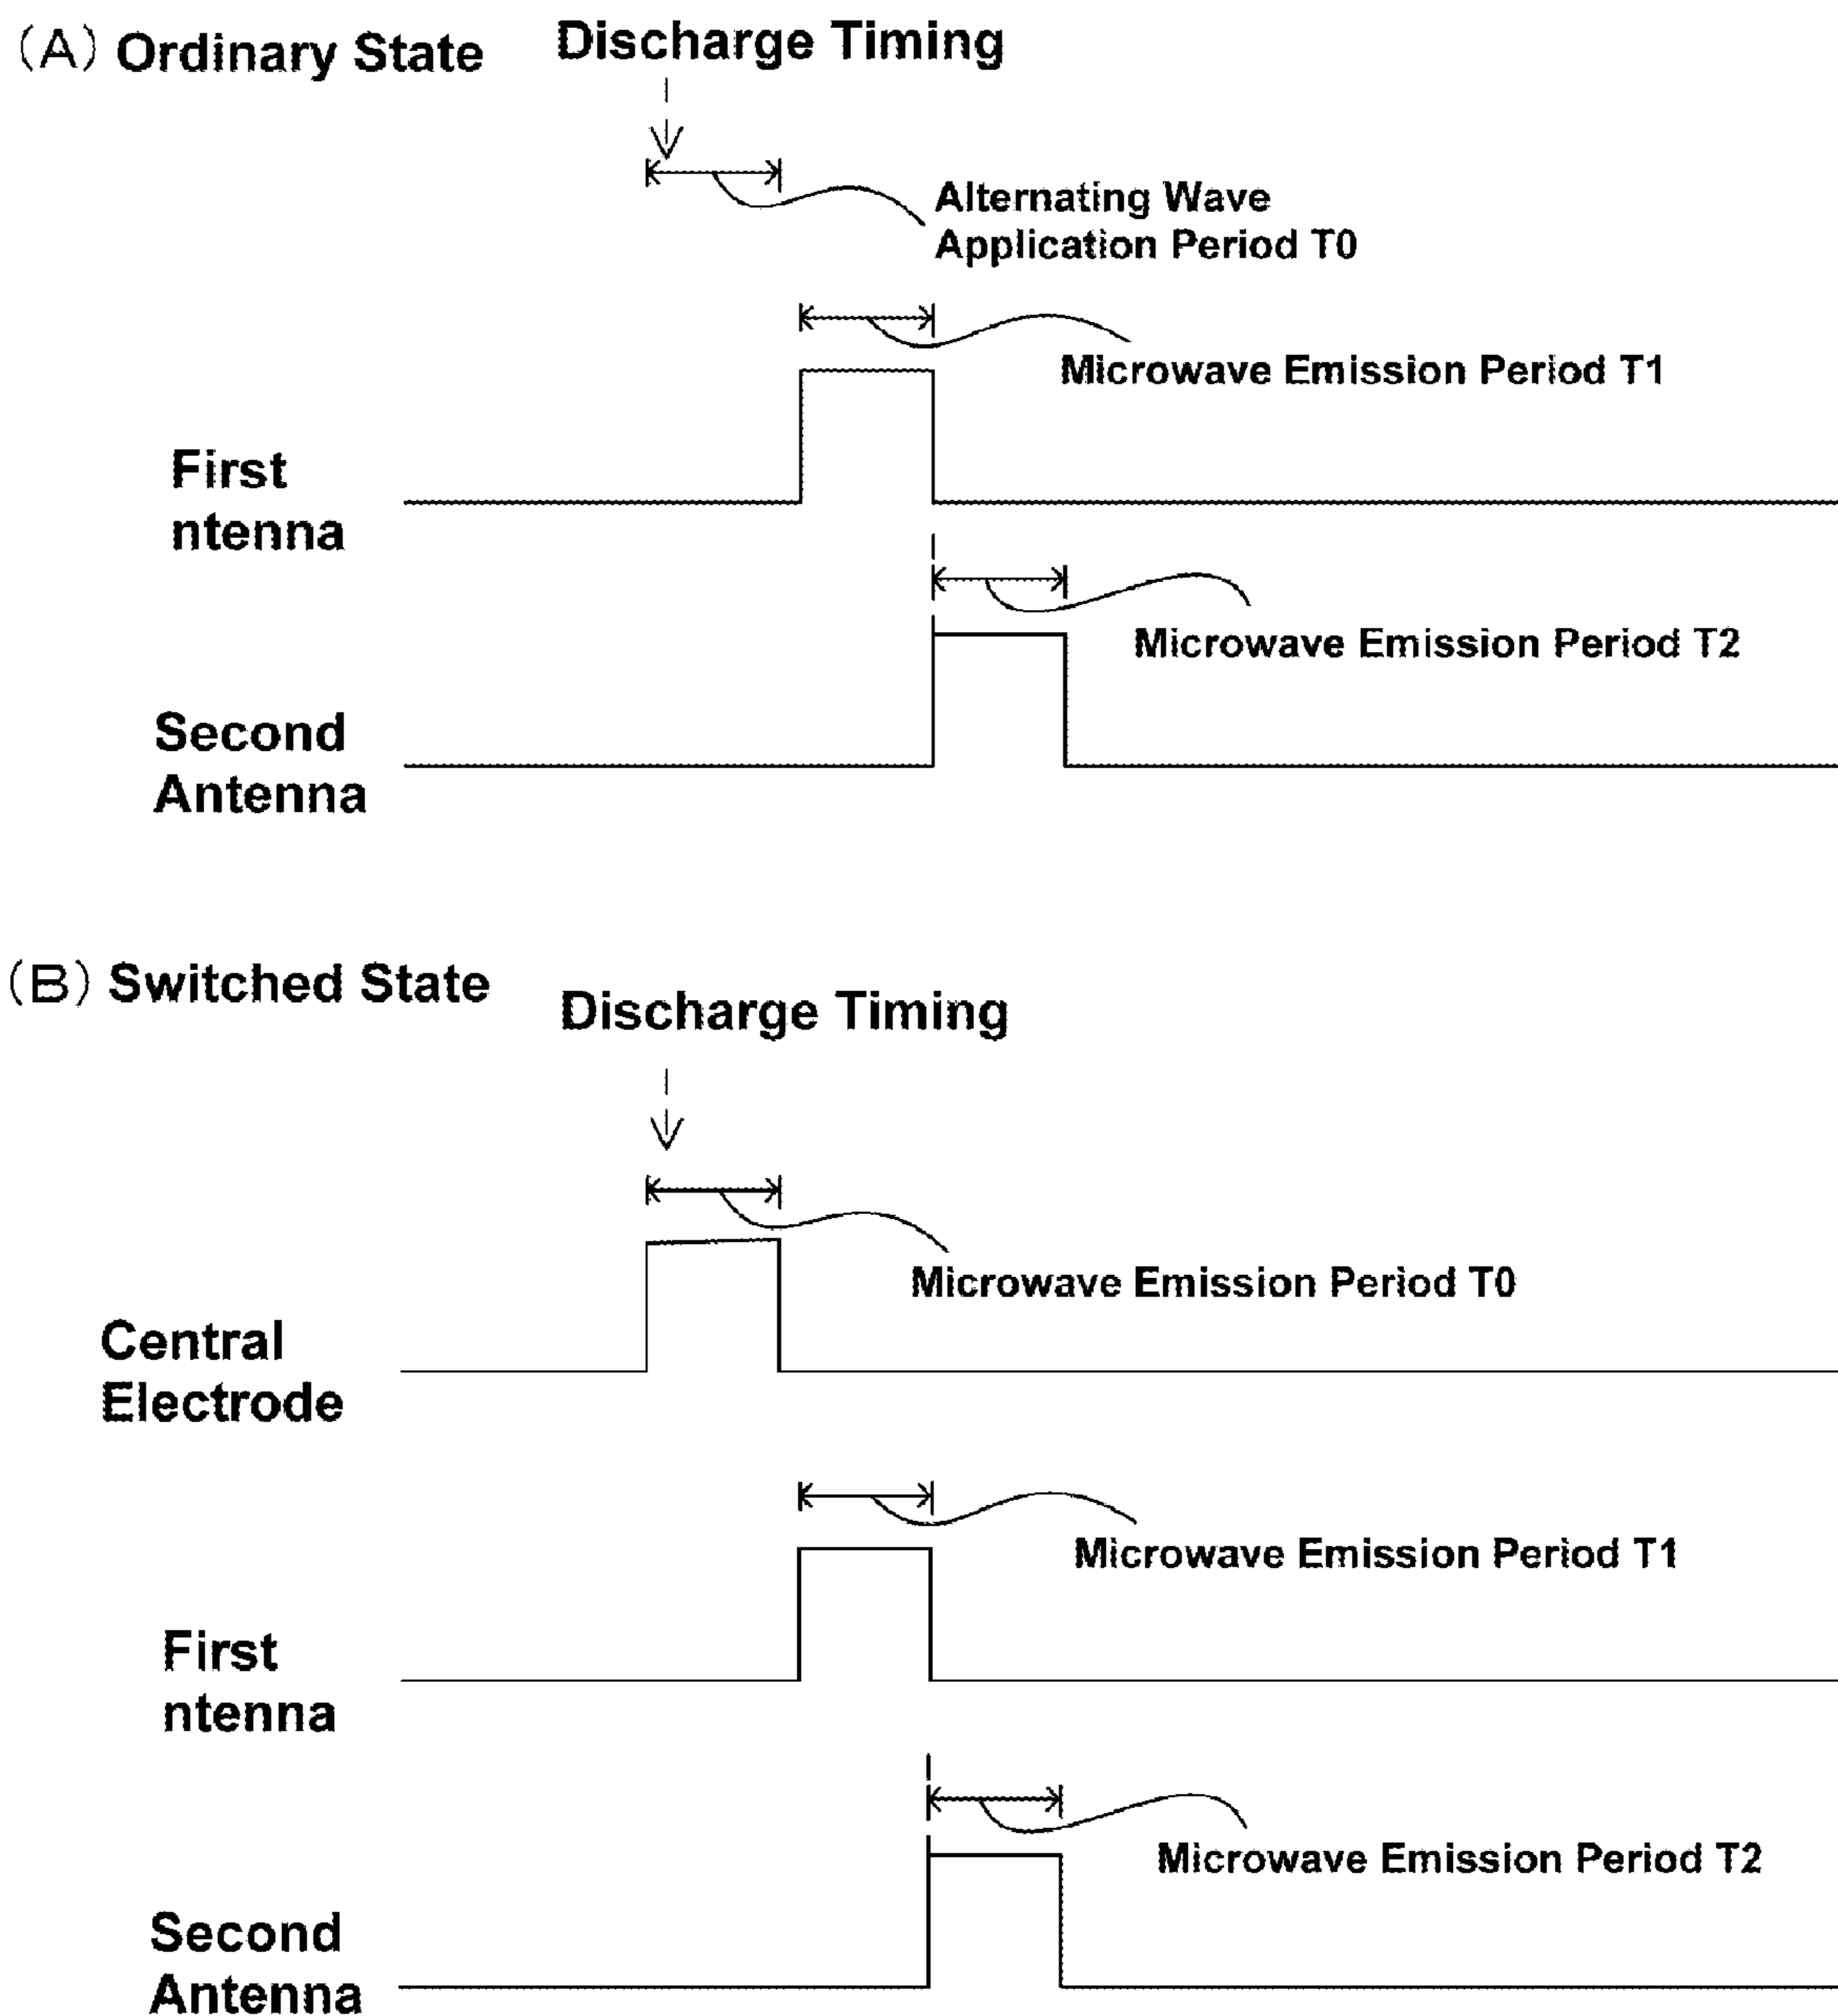 (A) Ordinary State
Discharge Timing
Alternating Wave
Application Period T0
Microwave Emission Period T1
First
ntenna
Microwave Emission Period T2
Second
Antenna
(B) Switched State
Discharge Timing
Microwave Emission Period T0
Central
Electrode
Microwave Emission Period T1
First
ntenna
Microwave Emission Period T2
Second
Antenna